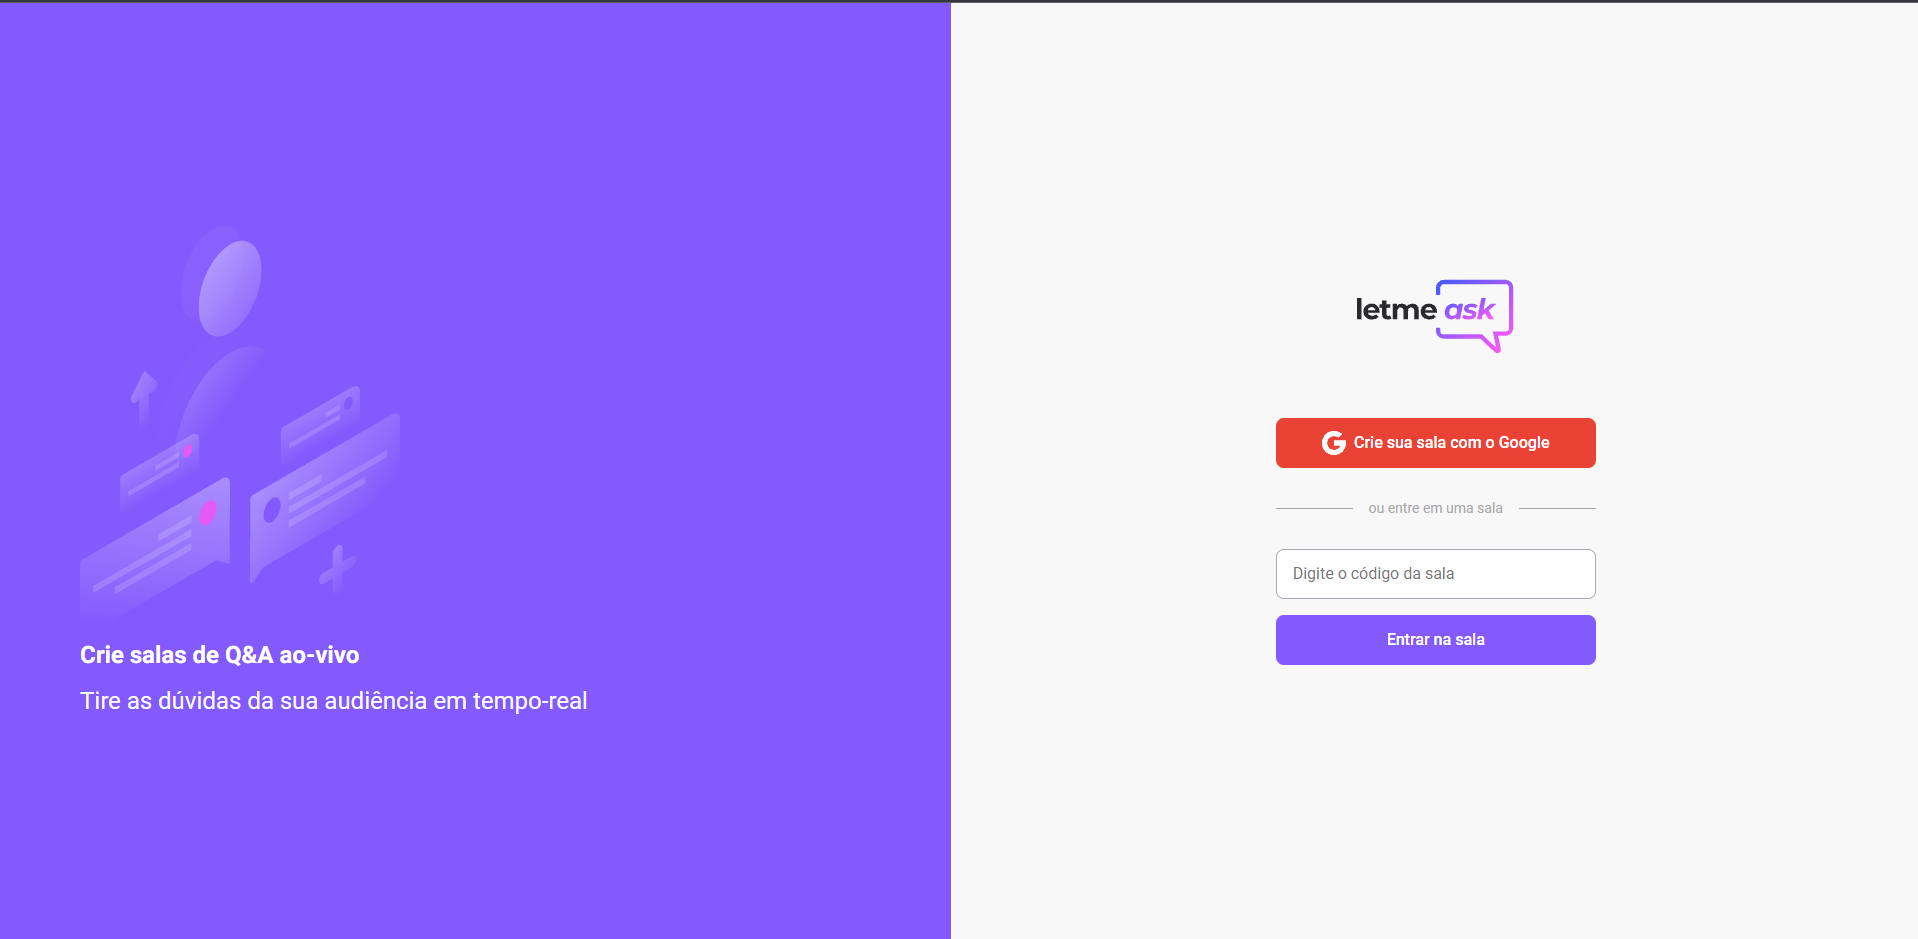 Crie salas de Q&A ao-vivo
Tire as dúvidas da sua audiência em tempo-real
letme ask
Crie sua sala com o Google
ou entre em uma sala
Digite o código da sala
Entrar na sala